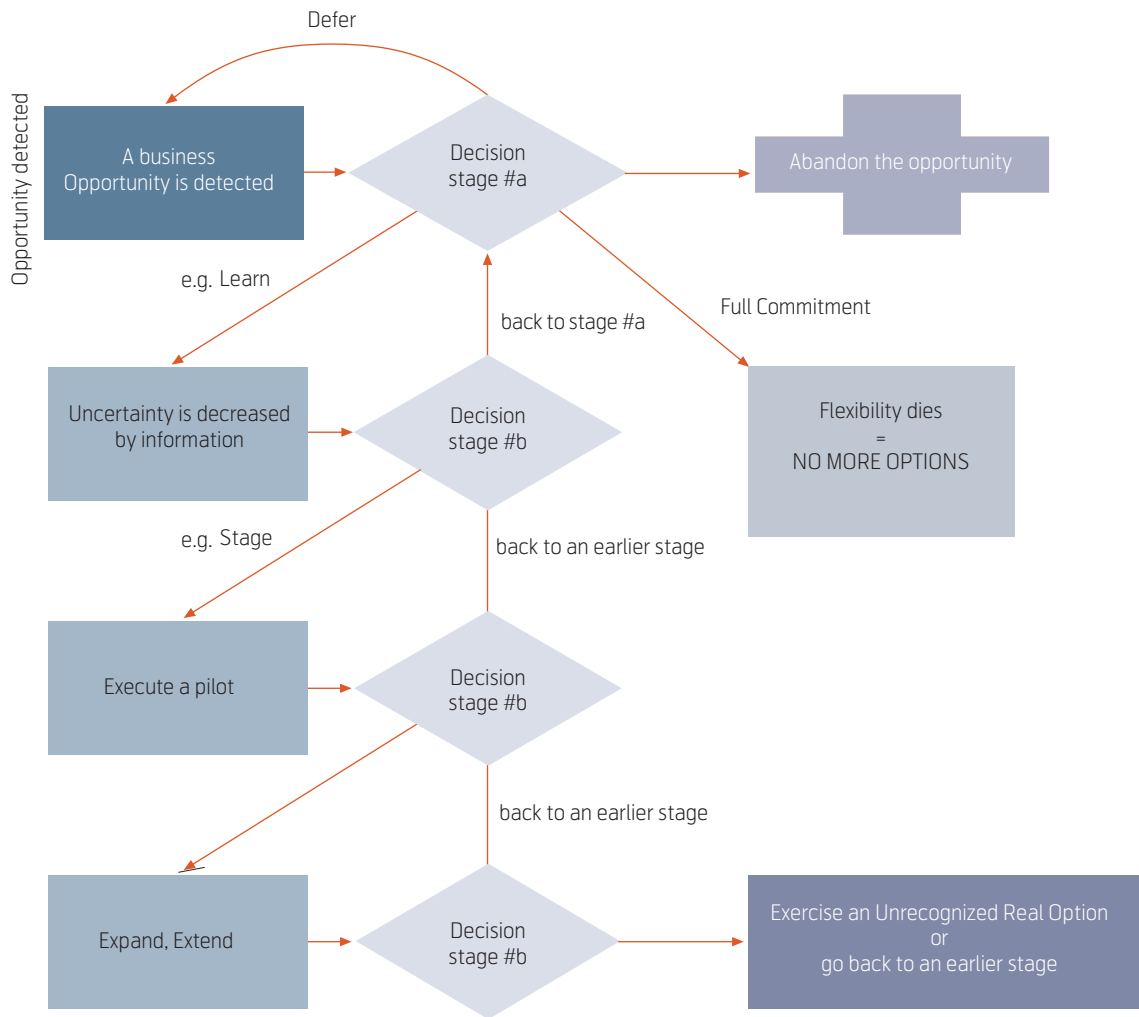 Defer
Opportunity detected
A business
Opportunity is detected
Decision
stage #a
Abandon the opportunity
e.g. Learn
back to stage #a
Full Commitment
Uncertainty is decreased
by information
Decision
stage #b
Flexibility dies
=
NO MORE OPTIONS
e.g. Stage
back to an earlier stage
Execute a pilot
Decision
stage #b
back to an earlier stage
Expand, Extend
Decision
stage #b
Exercise an Unrecognized Real Option
or
go back to an earlier stage